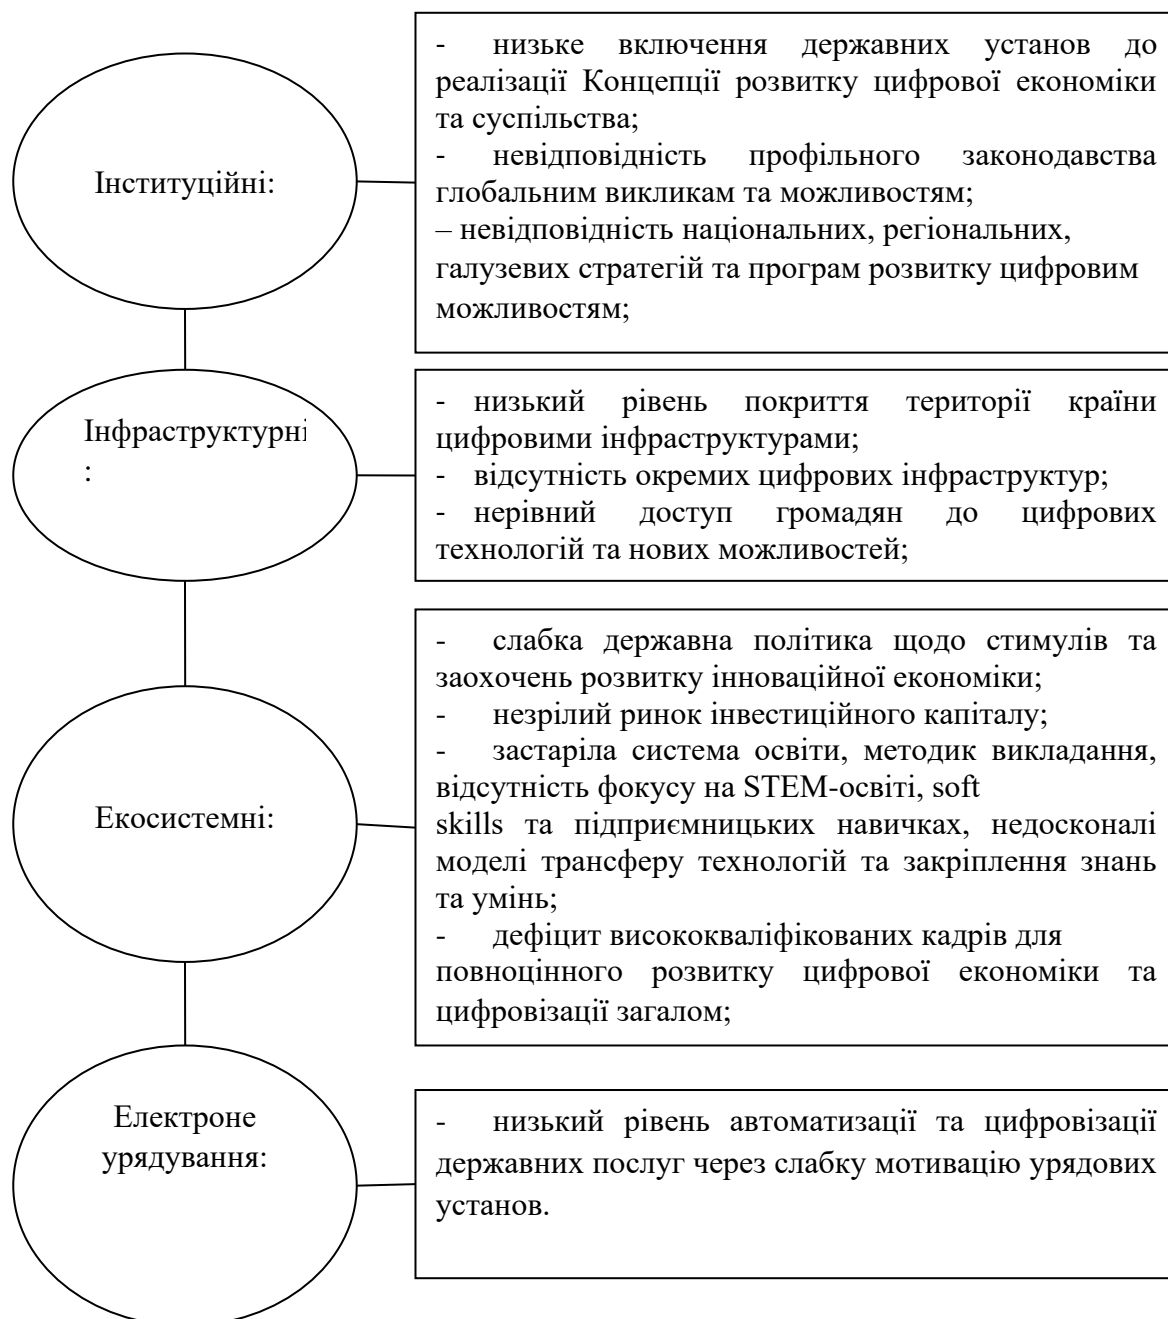 Інституційні:
- низьке включення державних установ до
реалізації Концепції розвитку цифрової економіки
та суспільства;
- невідповідність профільного законодавства
глобальним викликам та можливостям;
– невідповідність національних, регіональних,
галузевих стратегій та програм розвитку цифровим
можливостям;
Інфраструктурні
:
- низький рівень покриття території країни
цифровими інфраструктурами;
- відсутність окремих цифрових інфраструктур;
- нерівний доступ громадян до цифрових
технологій та нових можливостей;
Екосистемні:
- слабка державна політика щодо стимулів та
заохочень розвитку інноваційної економіки;
- незрілий ринок інвестиційного капіталу;
- застаріла система освіти, методик викладання,
відсутність фокусу на STEM-освіті, soft
skills та підприємницьких навичках, недосконалі
моделі трансферу технологій та закріплення знань
та умінь;
- дефіцит висококваліфікованих кадрів для
повноцінного розвитку цифрової економіки та
цифровізації загалом;
Електроне
урядування:
- низький рівень автоматизації та цифровізації
державних послуг через слабку мотивацію урядових
установ.